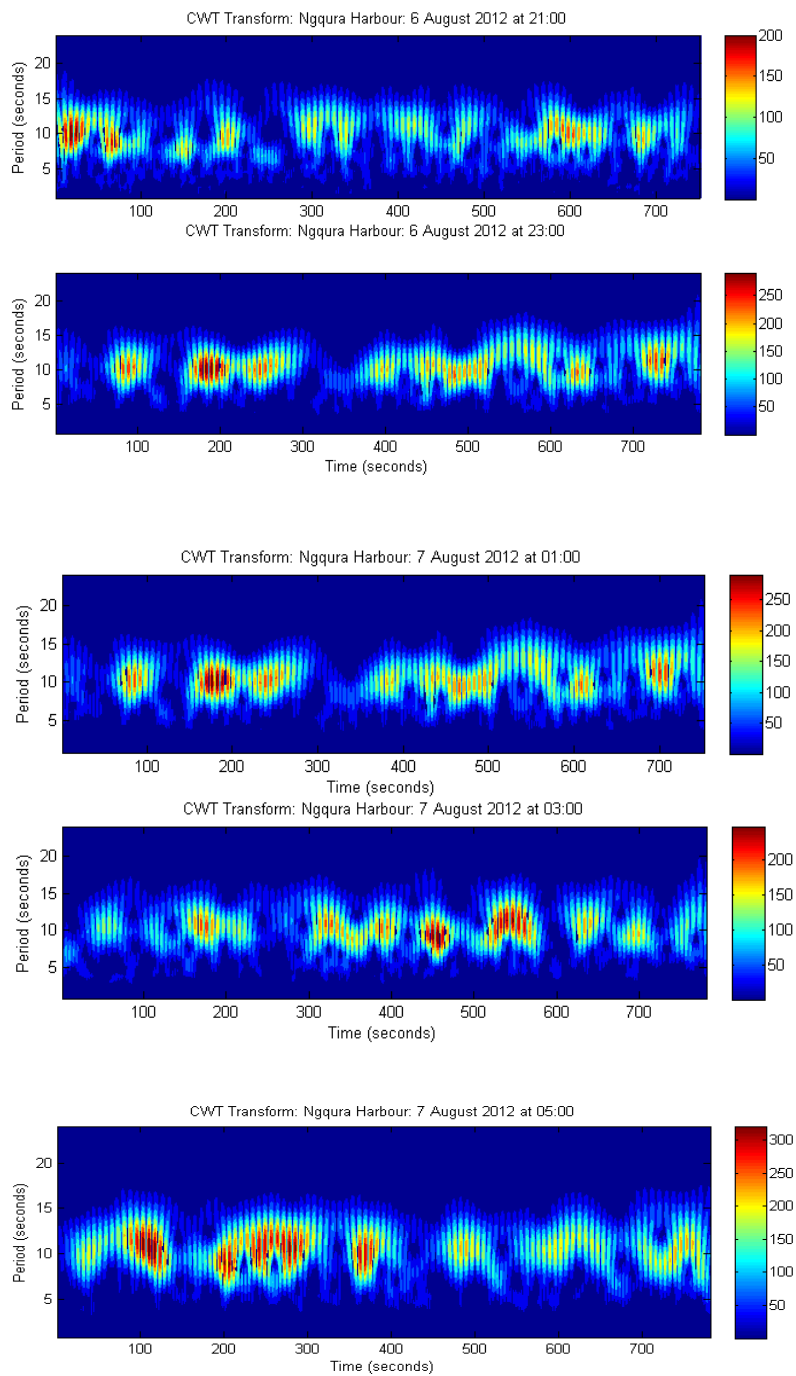 CWT Transform: Ngqura Harbour: 6 August 2012 at 21:00
Period (seconds)
20
15
10
5
100 200 300 400 500 600 700
200
150
100
50
CWT Transform: Ngqura Harbour: 6 August 2012 at 23:00
Period (seconds)
20
15
10
5
100 200 300 400 500 600 700
Time (seconds)
250
200
150
100
50
CWT Transform: Ngqura Harbour: 7 August 2012 at 01:00
Period (seconds)
20
15
10
5
100 200 300 400 500 600 700
Time (seconds)
250
200
150
100
50
CWT Transform: Ngqura Harbour: 7 August 2012 at 03:00
Period (seconds)
20
15
10
5
100 200 300 400 500 600 700
Time (seconds)
200
150
100
50
CWT Transform: Ngqura Harbour: 7 August 2012 at 05:00
Period (seconds)
20
15
10
5
100 200 300 400 500 600 700
Time (seconds)
300
250
200
150
100
50